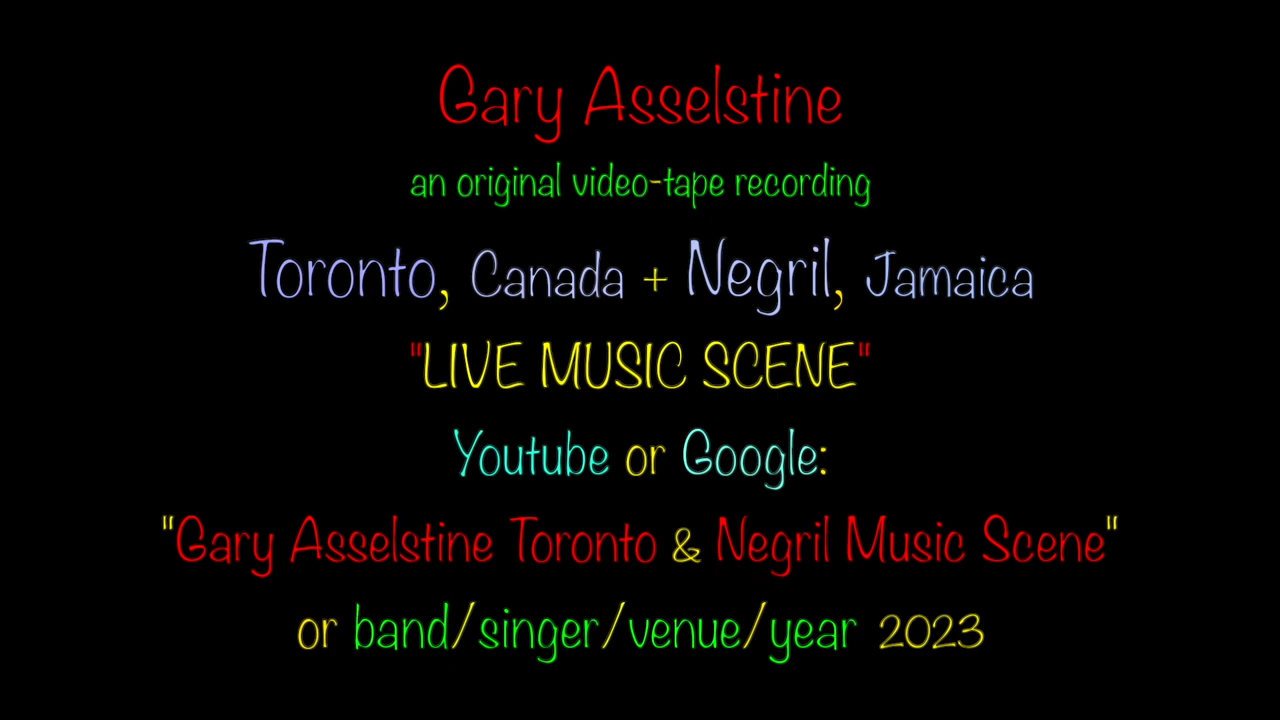 Gary Asselstine
an original video-tape recording
Toronto, Canada + Negril, Jamaica
"LIVE MUSIC SCENE"
Youtube or Google:
"Gary Asselstine Toronto & Negril Music Scene"
or band/singer/venue/year 2023